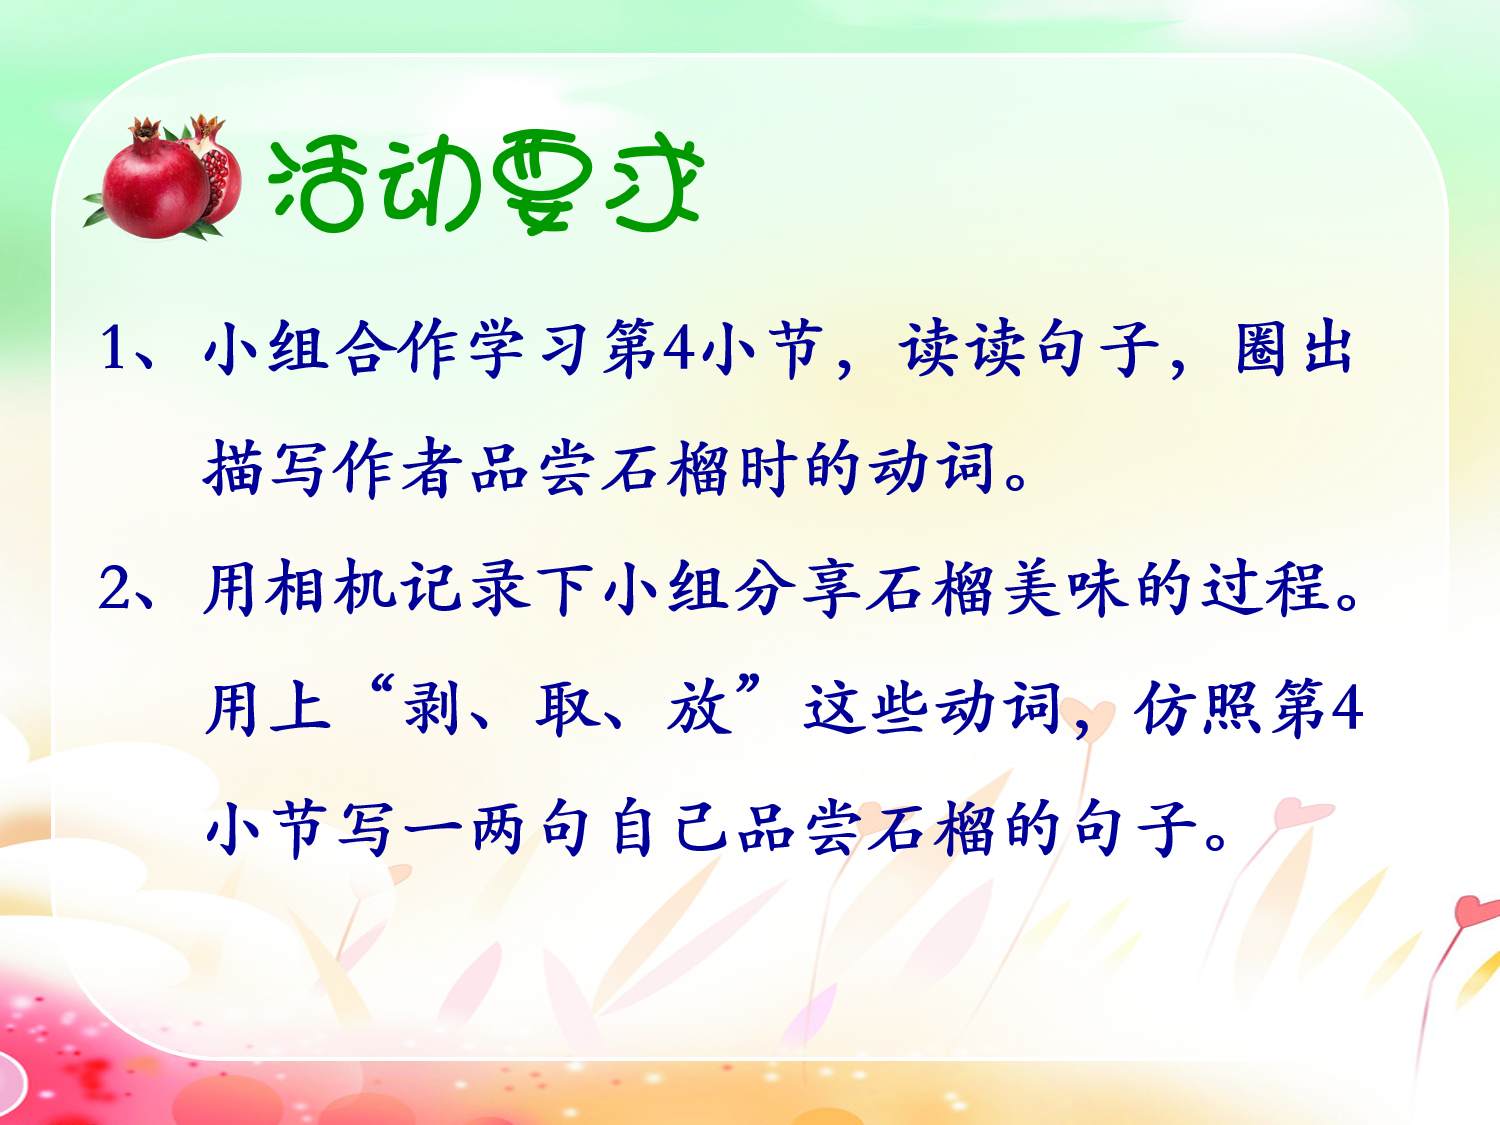 活动要求
1、小组合作学习第4小节，读读句子，圈出
描写作者品尝石榴时的动词。
2、用相机记录下小组分享石榴美味的过程。
用上“剥、取、放”这些动词，仿照第4
小节写一两句自己品尝石榴的句子。